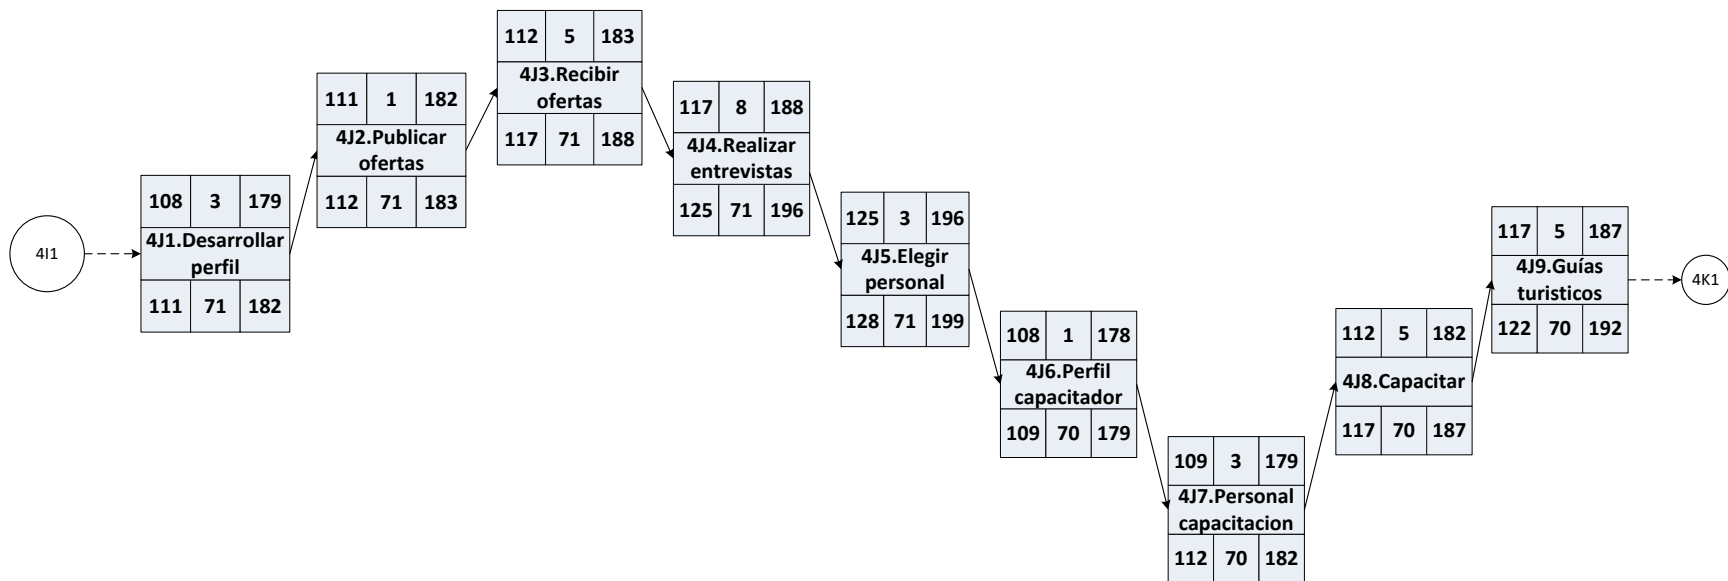 4I1
108 3 179
4J1.Desarrollar
perfil
111 71 182
111 1 182
4J2.Publicar
ofertas
112 71 183
112 5 183
4J3.Recibir
ofertas
117 71 188
117 8 188
4J4.Realizar
entrevistas
125 71 196
125 3 196
4J5.Elegir
personal
128 71 199
108 1 178
4J6.Perfil
capacitador
109 70 179
109 3 179
4J7.Personal
capacitacion
112 70 182
112 5 182
4J8.Capacitar
117 70 187
117 5 187
4J9.Guías
turisticos
122 70 192
4K1